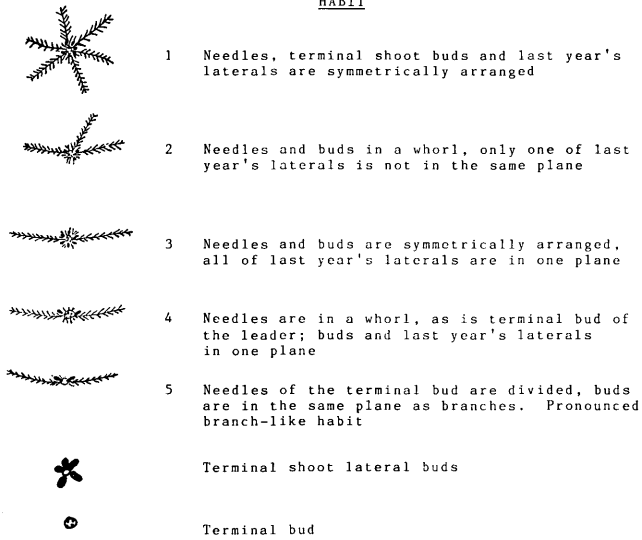 HABIT
1 Needles, terminal shoot buds and last year's
laterals are symmetrically arranged
2 Needles and buds in a whorl, only one of last
year's laterals is not in the same plane
3 Needles and buds are symmetrically arranged,
all of last year's laterals are in one plane
4 Needles are in a whorl, as is terminal bud of
the leader; buds and last year's laterals
in one plane
5 Needles of the terminal bud are divided, buds
are in the same plane as branches. Pronounced
branch-like habit
Terminal shoot lateral buds
Terminal bud